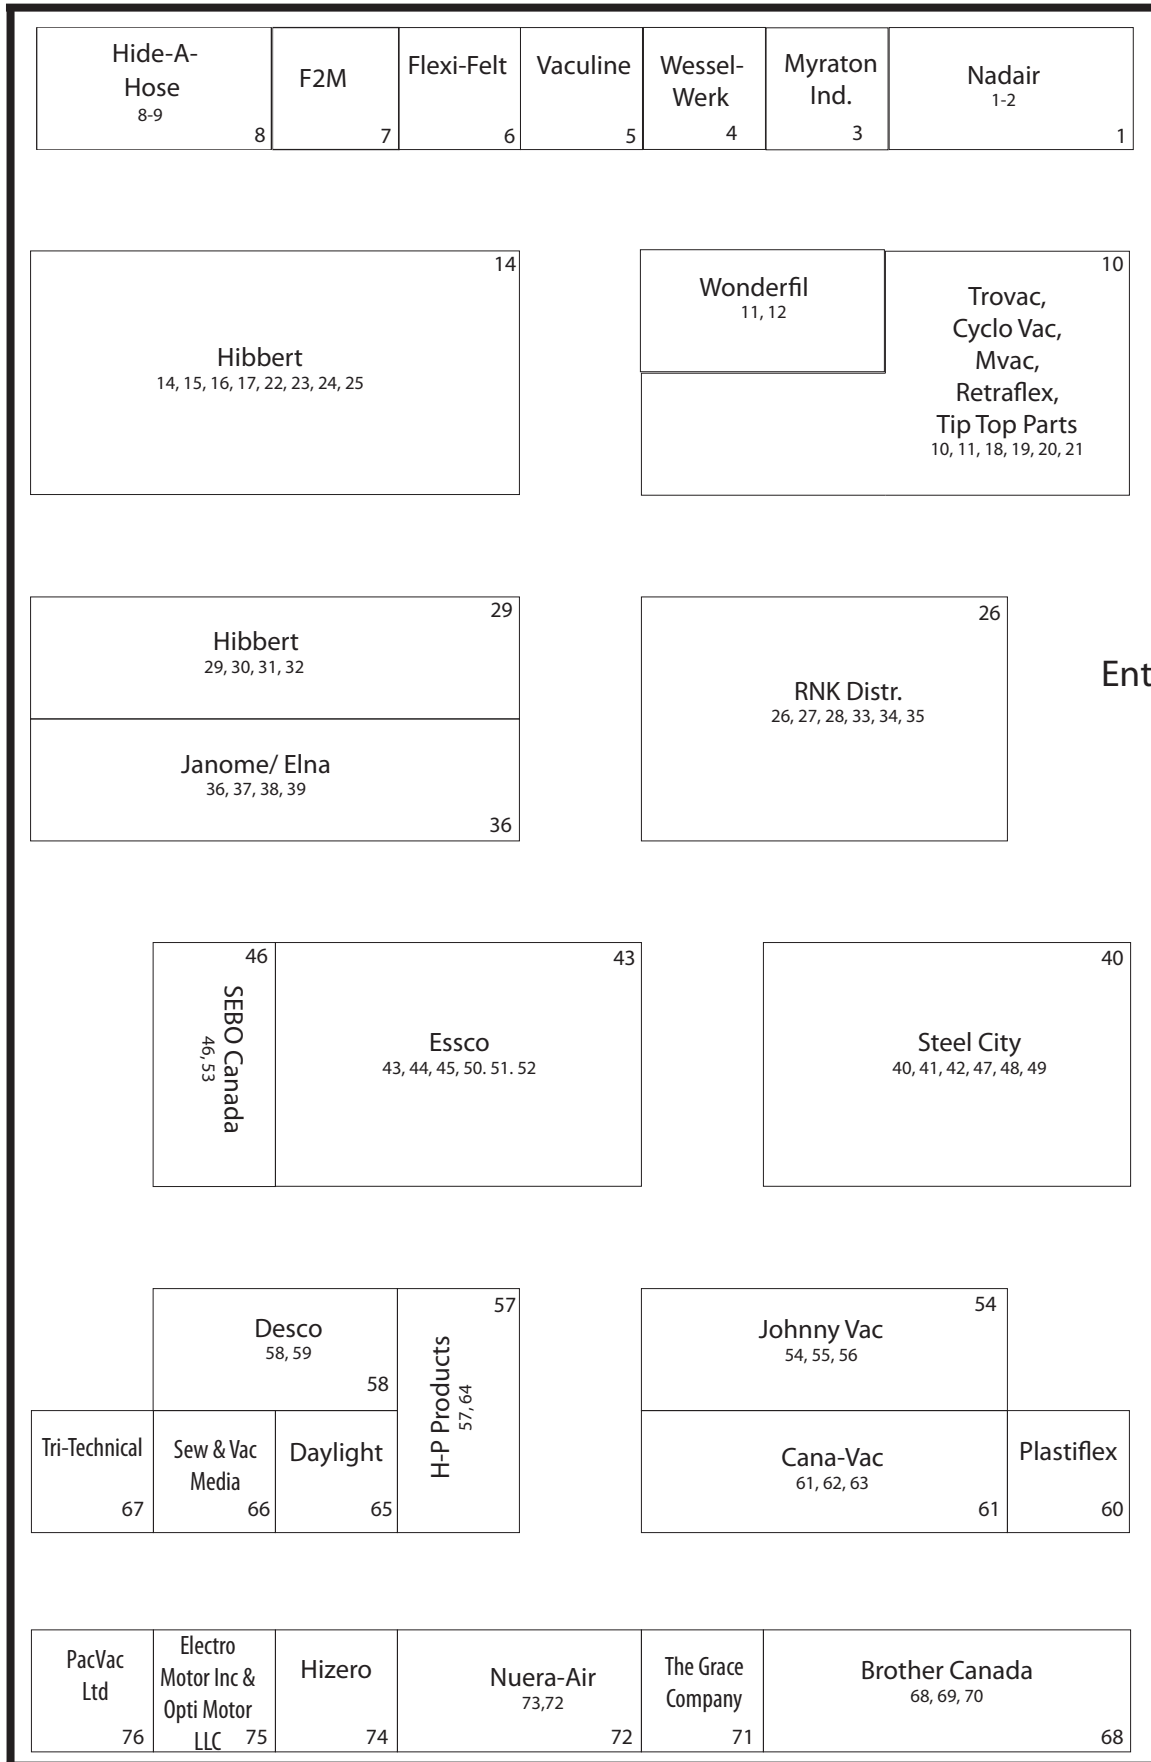 Hide-A-
Hose
8-9
8
F2M
7
Flexi-Felt
6
Vaculine
5
Wessel-
Werk
4
Myraton
Ind.
3
Nadair
1-2
1
14
Hibbert
14, 15, 16, 17, 22, 23, 24, 25
Wonderfil
11, 12
10
Trovac,
Cyclo Vac,
Mvac,
Retraflex,
Tip Top Parts
10, 11, 18, 19, 20, 21
29
Hibbert
29, 30, 31, 32
Janome/ Elna
36, 37, 38, 39
36
26
RNK Distr.
26, 27, 28, 33, 34, 35
Ent
46
SEBO Canada
46, 53
43
Essco
43, 44, 45, 50. 51. 52
40
Steel City
40, 41, 42, 47, 48, 49
Desco
58, 59
58
57
H-P Products
57, 64
54
Johnny Vac
54, 55, 56
Tri-Technical
67
Sew & Vac
Media
66
Daylight
65
Cana-Vac
61, 62, 63
61
Plastiflex
60
PacVac
Ltd
76
Electro
Motor Inc &
Opti Motor
LLC
75
Hizero
74
Nuera-Air
73,72
72
The Grace
Company
71
Brother Canada
68, 69, 70
68